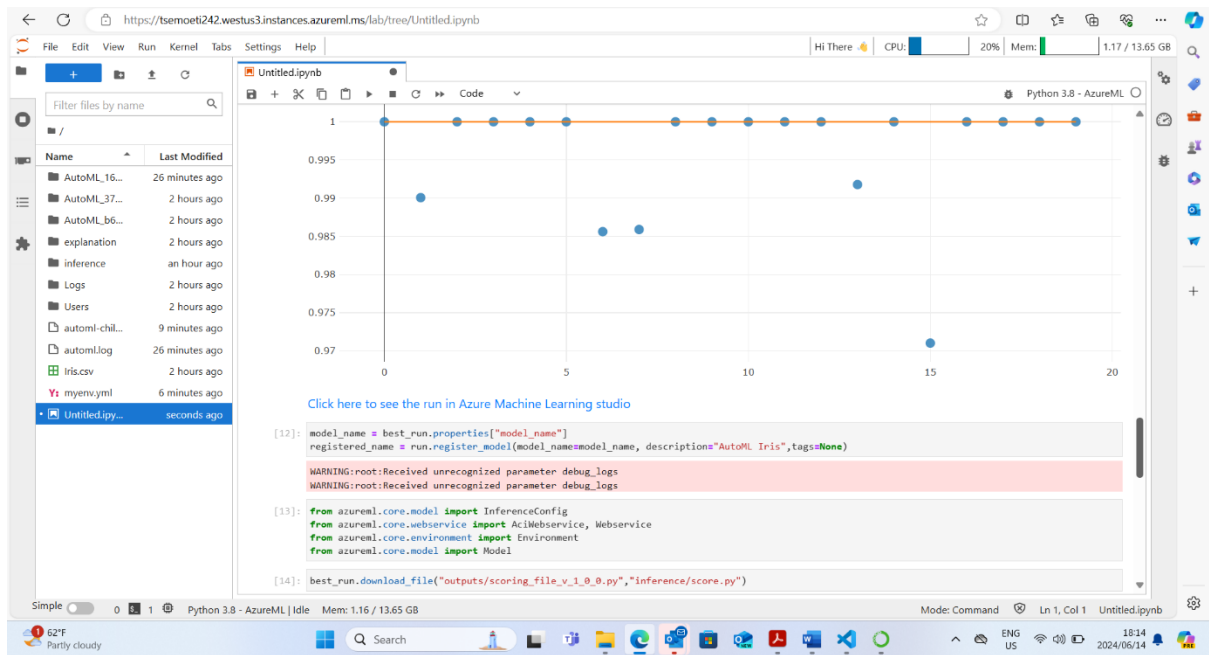 https://tsemoeti242.westus3.instances.azureml.ms/lab/tree/Untitled.ipynb
File Edit View Run Kernel Tabs Settings Help
Hi There 👋 CPU: 20% Mem: 1.17 / 13.65 GB
Filter files by name
/
Name Last Modified
AutoML_16... 26 minutes ago
AutoML_37... 2 hours ago
AutoML_b6... 2 hours ago
explanation 2 hours ago
inference an hour ago
Logs 2 hours ago
Users 2 hours ago
automl-chil... 9 minutes ago
automl.log 26 minutes ago
Iris.csv 2 hours ago
Y: myenv.yml 6 minutes ago
Untitled.ipy... seconds ago
Untitled.ipynb
Code
Python 3.8 - AzureML
1
0.995
0.99
0.985
0.98
0.975
0.97
0 5 10 15 20
Click here to see the run in Azure Machine Learning studio
[12]: model_name = best_run.properties["model_name"]
registered_name = run.register_model(model_name=model_name, description="AutoML Iris",tags=None)
WARNING:root:Received unrecognized parameter debug_logs
WARNING:root:Received unrecognized parameter debug_logs
[13]: from azureml.core.model import InferenceConfig
from azureml.core.webservice import AciWebservice, Webservice
from azureml.core.environment import Environment
from azureml.core.model import Model
[14]: best_run.download_file("outputs/scoring_file_v_1_0_0.py","inference/score.py")
Simple 0 1 Python 3.8 - AzureML | Idle Mem: 1.16 / 13.65 GB Mode: Command Ln 1, Col 1 Untitled.ipynb
1 62°F
Partly cloudy
Search
ENG
US
18:14
2024/06/14
PRE